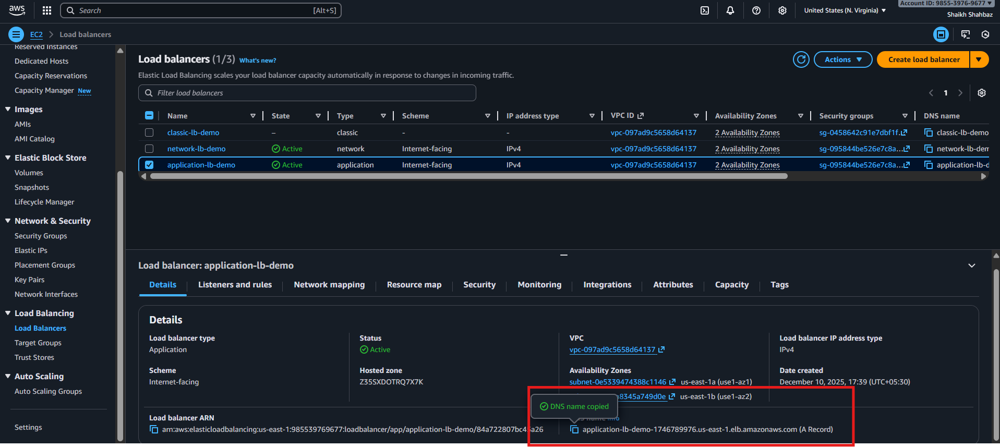 aws
Search
[Alt+S]
United States (N. Virginia)
Account ID: 9855-3976-9677
Shaikh Shahbaz
EC2
Load balancers
Reserved Instances
Dedicated Hosts
Capacity Reservations
Capacity Manager New
Images
AMIs
AMI Catalog
Elastic Block Store
Volumes
Snapshots
Lifecycle Manager
Network & Security
Security Groups
Elastic IPs
Placement Groups
Key Pairs
Network Interfaces
Load Balancing
Load Balancers
Target Groups
Trust Stores
Auto Scaling
Auto Scaling Groups
Settings
Load balancers (1/3) What's new?
Actions
Create load balancer
Elastic Load Balancing scales your load balancer capacity automatically in response to changes in incoming traffic.
Filter load balancers
1
Name State Type Scheme IP address type VPC ID Availability Zones Security groups DNS name
classic-lb-demo – classic - - vpc-097ad9c5658d64137 2 Availability Zones sg-0458642c91e7dbf1f classic-lb-demo
network-lb-demo Active network Internet-facing IPv4 vpc-097ad9c5658d64137 2 Availability Zones sg-095844be526e7c8a... network-lb-dem
application-lb-demo Active application Internet-facing IPv4 vpc-097ad9c5658d64137 2 Availability Zones sg-095844be526e7c8a... application-lb-d
Load balancer: application-lb-demo
Details Listeners and rules Network mapping Resource map Security Monitoring Integrations Attributes Capacity Tags
Details
Load balancer type
Application
Status
Active
VPC
vpc-097ad9c5658d64137
Load balancer IP address type
IPv4
Scheme
Internet-facing
Hosted zone
Z35SXDOTRQ7X7K
Availability Zones
subnet-0e5339474388c1146 us-east-1a (use1-az1)
a8345a749d0e us-east-1b (use1-az2)
Date created
December 10, 2025, 17:39 (UTC+05:30)
DNS name copied
Load balancer ARN
arn:aws:elasticloadbalancing:us-east-1:985539769677:loadbalancer/app/application-lb-demo/84a722807bc45a26
application-lb-demo-1746789976.us-east-1.elb.amazonaws.com (A Record)